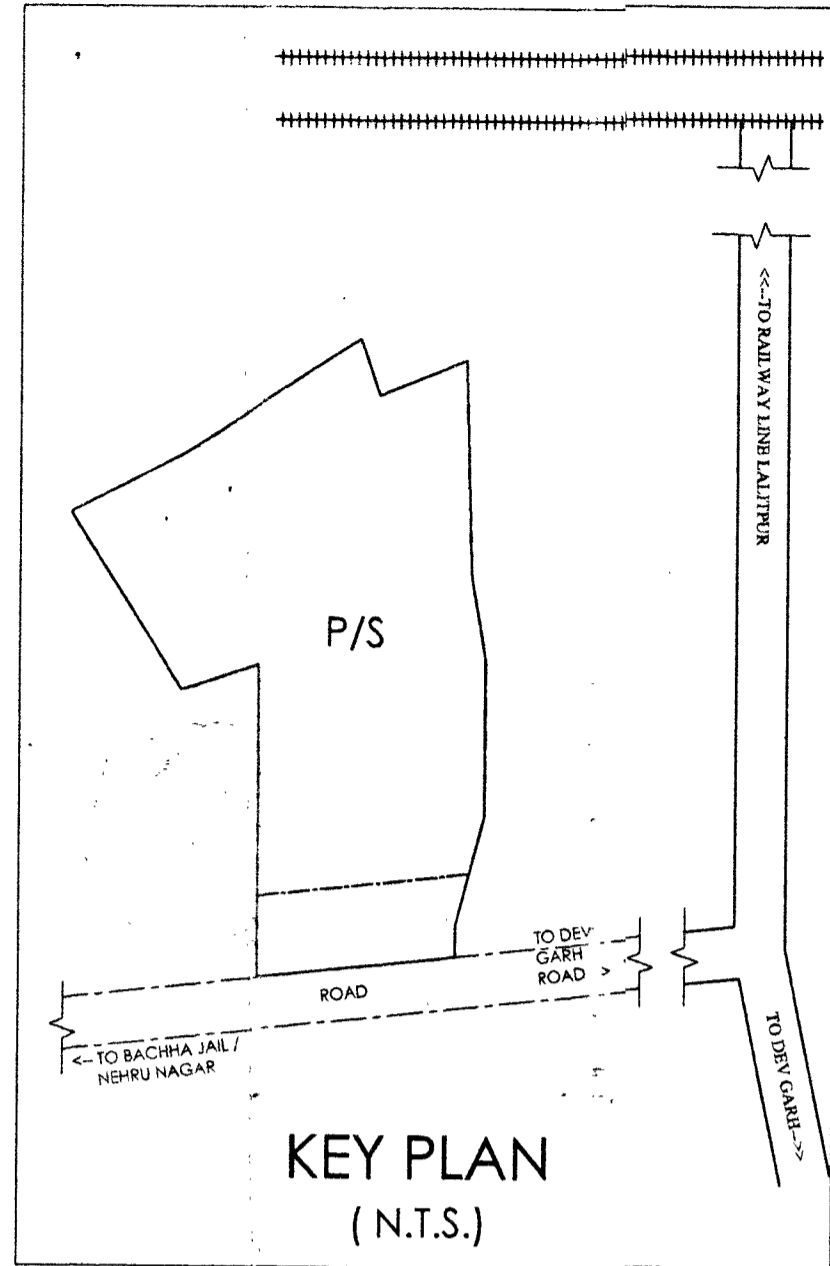 <<--TO RAILWAY LINE LALITPUR
P/S
TO DEV
GARH
ROAD >
ROAD
<--TO BACHHA JAIL /
NEHRU NAGAR
TO DEV GARH-->>
KEY PLAN
( N.T.S.)